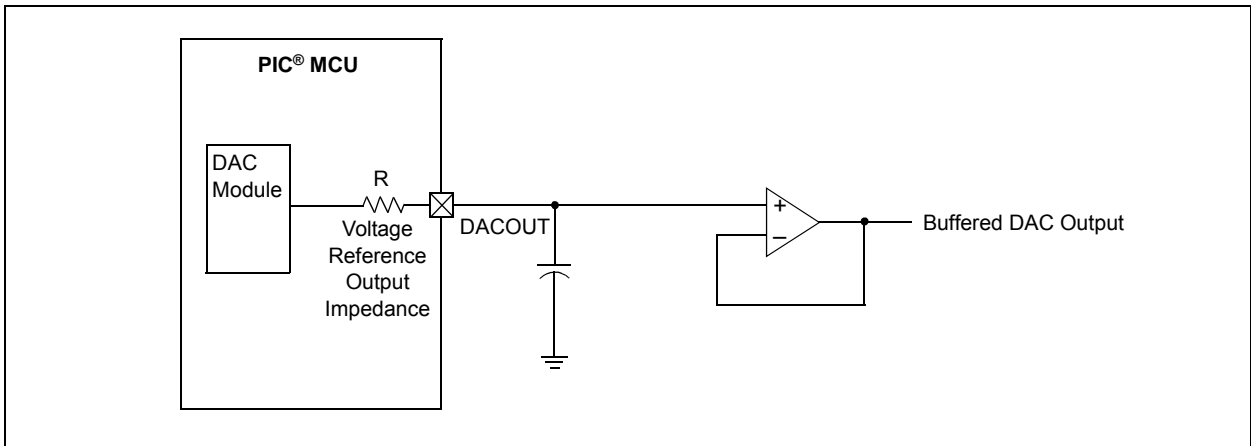 PIC® MCU
DAC
Module
R
Voltage
Reference
Output
Impedance
DACOUT
+
–
Buffered DAC Output